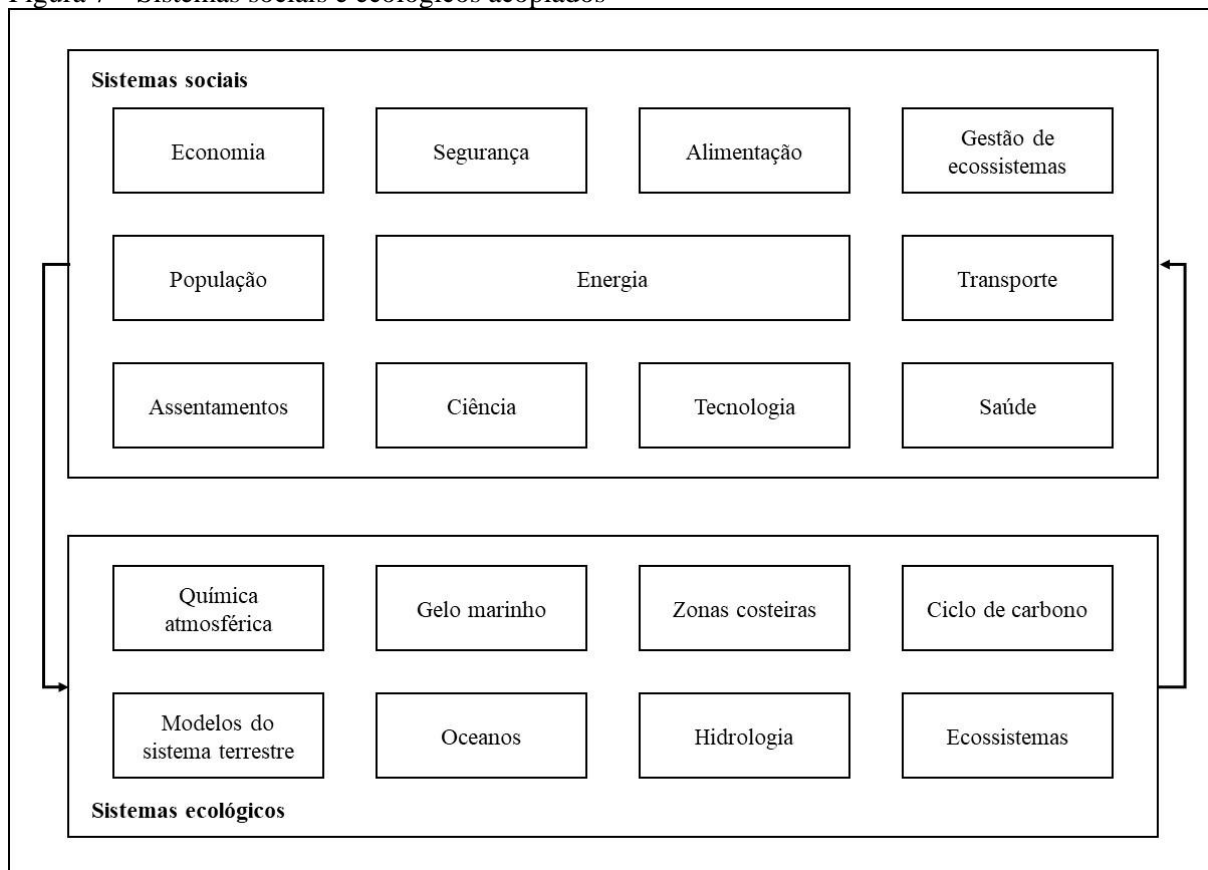 Figura 7 – Sistemas sociais e ecológicos acoplados
Sistemas sociais
Economia
Segurança
Alimentação
Gestão de
ecossistemas
População
Energia
Transporte
Assentamentos
Ciência
Tecnologia
Saúde
Química
atmosférica
Gelo marinho
Zonas costeiras
Ciclo de carbono
Modelos do
sistema terrestre
Oceanos
Hidrologia
Ecossistemas
Sistemas ecológicos